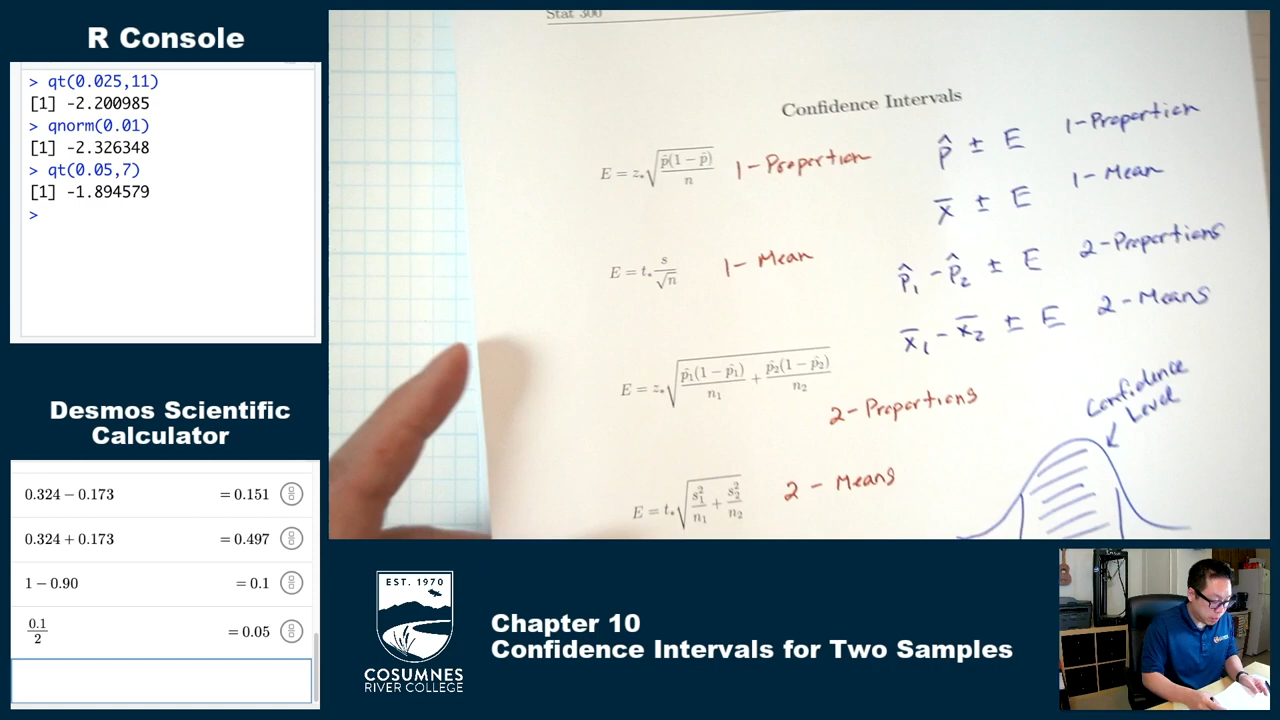 R Console
> qt(0.025,11)
[1] -2.200985
> qnorm(0.01)
[1] -2.326348
> qt(0.05,7)
[1] -1.894579
>
Desmos Scientific
Calculator
0.324 − 0.173 = 0.151
0.324 + 0.173 = 0.497
1 − 0.90 = 0.1
0.1/2 = 0.05
Stat 300
Confidence Intervals
E = z* √(p̂(1 − p̂)/n) 1-Proportion
E = t* s/√n 1-Mean
E = z* √(p̂₁(1 − p̂₁)/n₁ + p̂₂(1 − p̂₂)/n₂)
2-Proportions
E = t* √(s₁²/n₁ + s₂²/n₂) 2-Means
p̂ ± E 1-Proportion
x̄ ± E 1-Mean
p̂₁ - p̂₂ ± E 2-Proportions
x̄₁ - x̄₂ ± E 2-Means
Confidence
Level
EST. 1970
COSUMNES
RIVER COLLEGE
Chapter 10
Confidence Intervals for Two Samples